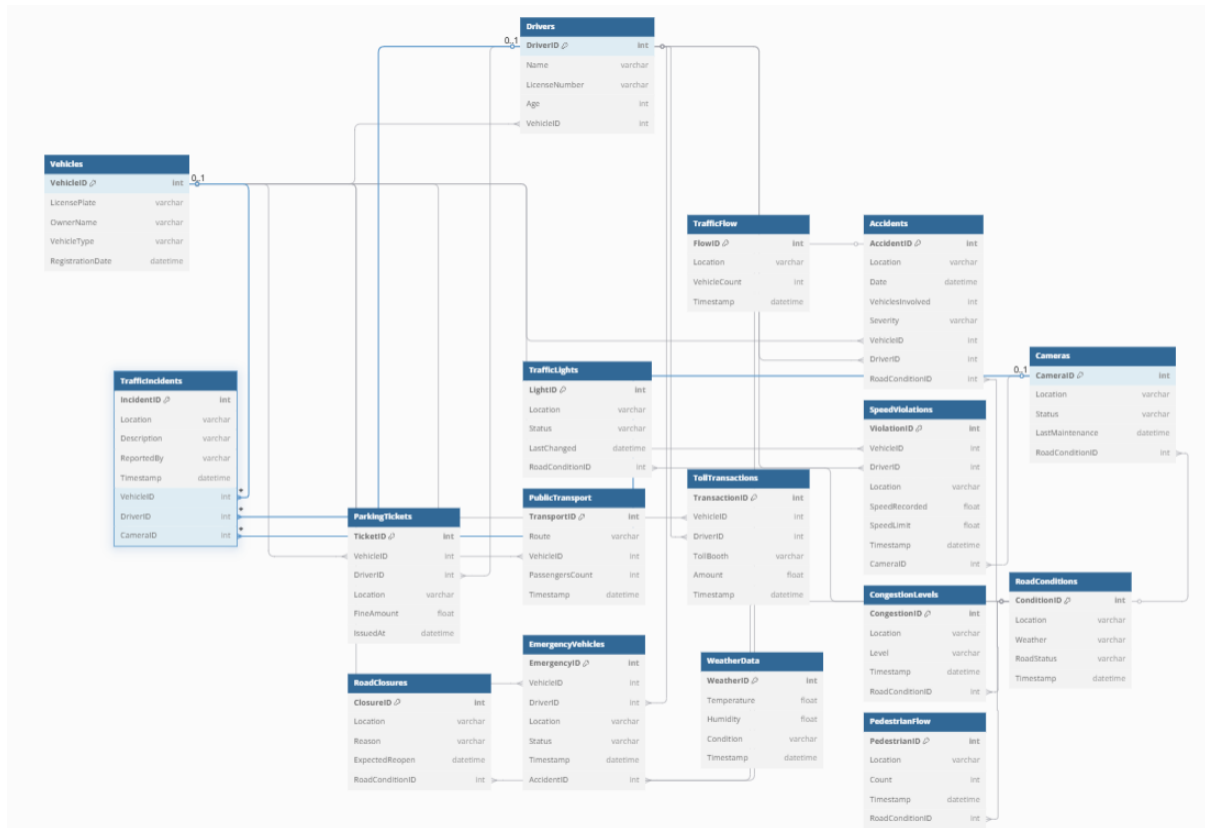 Drivers
0..1
DriverID int
Name varchar
LicenseNumber varchar
Age int
VehicleID int
Vehicles
VehicleID int
0..1
LicensePlate varchar
OwnerName varchar
VehicleType varchar
RegistrationDate datetime
TrafficFlow
FlowID int
Location varchar
VehicleCount int
Timestamp datetime
Accidents
AccidentID int
Location varchar
Date datetime
VehiclesInvolved int
Severity varchar
VehicleID int
DriverID int
RoadConditionID int
Cameras
0..1
CameraID int
Location varchar
Status varchar
LastMaintenance datetime
RoadConditionID int
TrafficIncidents
IncidentID int
Location varchar
Description varchar
ReportedBy varchar
Timestamp datetime
VehicleID int *
DriverID int *
CameraID int *
TrafficLights
LightID int
Location varchar
Status varchar
LastChanged datetime
RoadConditionID int
SpeedViolations
ViolationID int
VehicleID int
DriverID int
Location varchar
SpeedRecorded float
SpeedLimit float
Timestamp datetime
CameraID int
TollTransactions
TransactionID int
VehicleID int
DriverID int
TollBooth varchar
Amount float
Timestamp datetime
PublicTransport
TransportID int
Route varchar
VehicleID int
PassengersCount int
Timestamp datetime
ParkingTickets
TicketID int
VehicleID int
DriverID int
Location varchar
FineAmount float
IssuedAt datetime
RoadConditions
ConditionID int
Location varchar
Weather varchar
RoadStatus varchar
Timestamp datetime
CongestionLevels
CongestionID int
Location varchar
Level varchar
Timestamp datetime
RoadConditionID int
EmergencyVehicles
EmergencyID int
VehicleID int
DriverID int
Location varchar
Status varchar
Timestamp datetime
AccidentID int
WeatherData
WeatherID int
Temperature float
Humidity float
Condition varchar
Timestamp datetime
RoadClosures
ClosureID int
Location varchar
Reason varchar
ExpectedReopen datetime
RoadConditionID int
PedestrianFlow
PedestrianID int
Location varchar
Count int
Timestamp datetime
RoadConditionID int